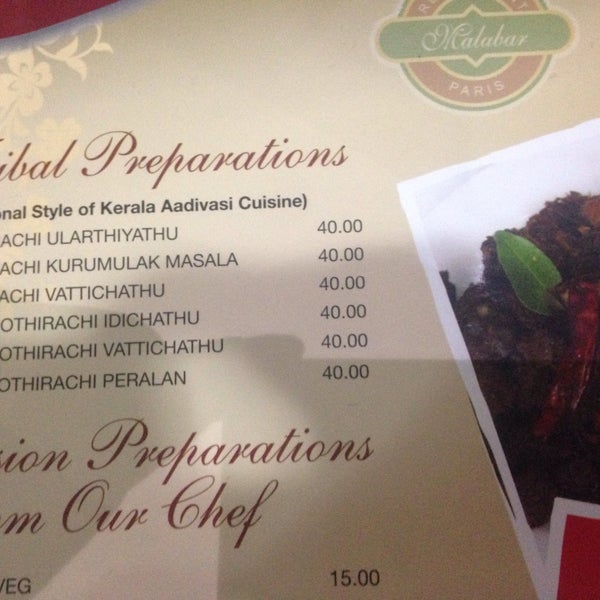 Malabar
PARIS
ibal Preparations
onal Style of Kerala Aadivasi Cuisine)
ACHI ULARTHIYATHU 40.00
ACHI KURUMULAK MASALA 40.00
ACHI VATTICHATHU 40.00
OTHIRACHI IDICHATHU 40.00
OTHIRACHI VATTICHATHU 40.00
OTHIRACHI PERALAN 40.00
sion Preparations
om Our Chef
VEG 15.00